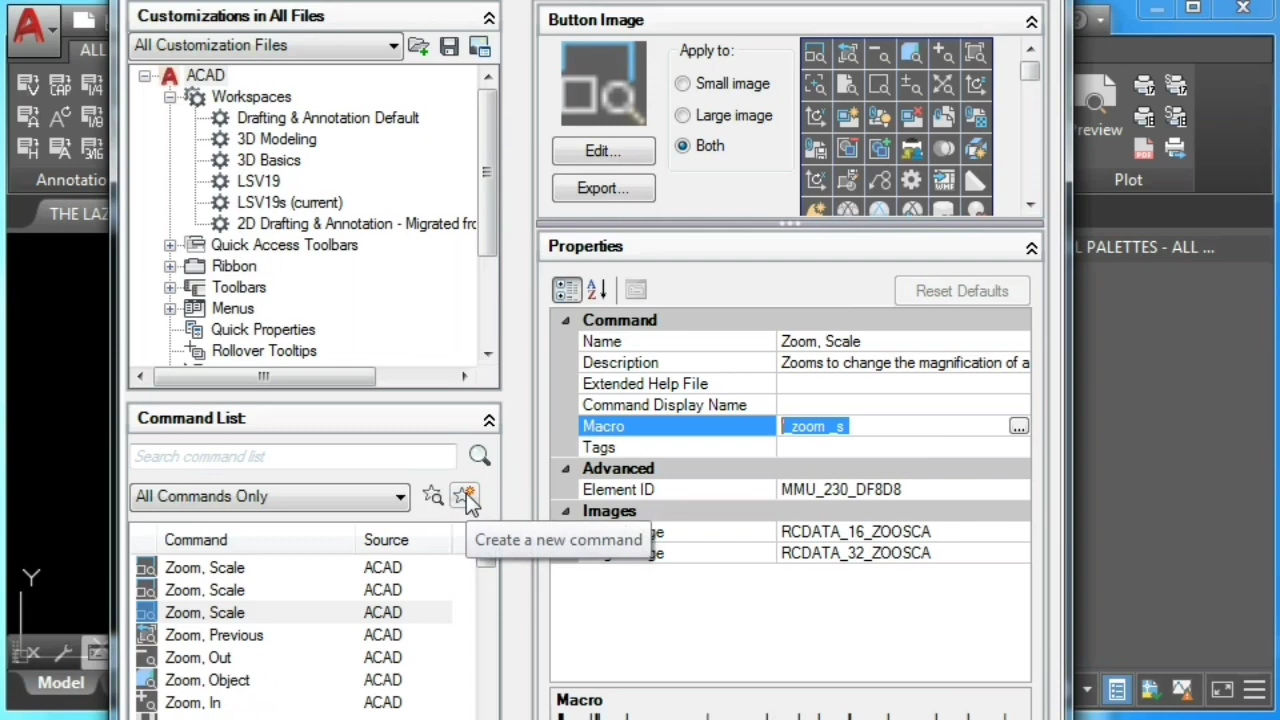 Customizations in All Files
All Customization Files
ACAD
Workspaces
Drafting & Annotation Default
3D Modeling
3D Basics
LSV19
LSV19s (current)
2D Drafting & Annotation - Migrated
Quick Access Toolbars
Ribbon
Toolbars
Menus
Quick Properties
Rollover Tooltips
Command List:
Search command list
All Commands Only
Create a new command
Command Source
Zoom, Scale ACAD
Zoom, Scale ACAD
Zoom, Scale ACAD
Zoom, Previous ACAD
Zoom, Out ACAD
Zoom, Object ACAD
Zoom, In ACAD
Button Image
Apply to:
Small image
Large image
Both
Edit...
Export...
Properties
Reset Defaults
Command
Name Zoom, Scale
Description Zooms to change the magnification of a
Extended Help File
Command Display Name
Macro '_zoom _s
Tags
Advanced
Element ID MMU_230_DF8D8
Images
RCDATA_16_ZOOSCA
RCDATA_32_ZOOSCA
Macro
ALL
Annotatio
THE LAZ
Y
Model
review
Plot
L PALETTES - ALL ...